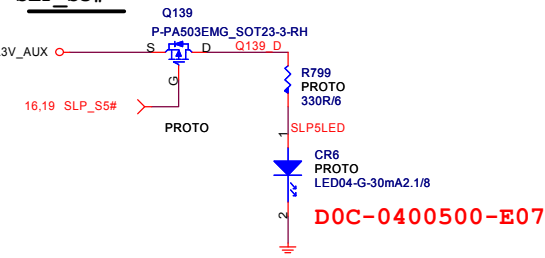 Q139
P-PA503EMG_SOT23-3-RH
3V_AUX
S
D
Q139_D
G
R799
PROTO
330R/6
16,19 SLP_S5#
PROTO
1
SLP5LED
CR6
PROTO
LED04-G-30mA2.1/8
2
D0C-0400500-E07